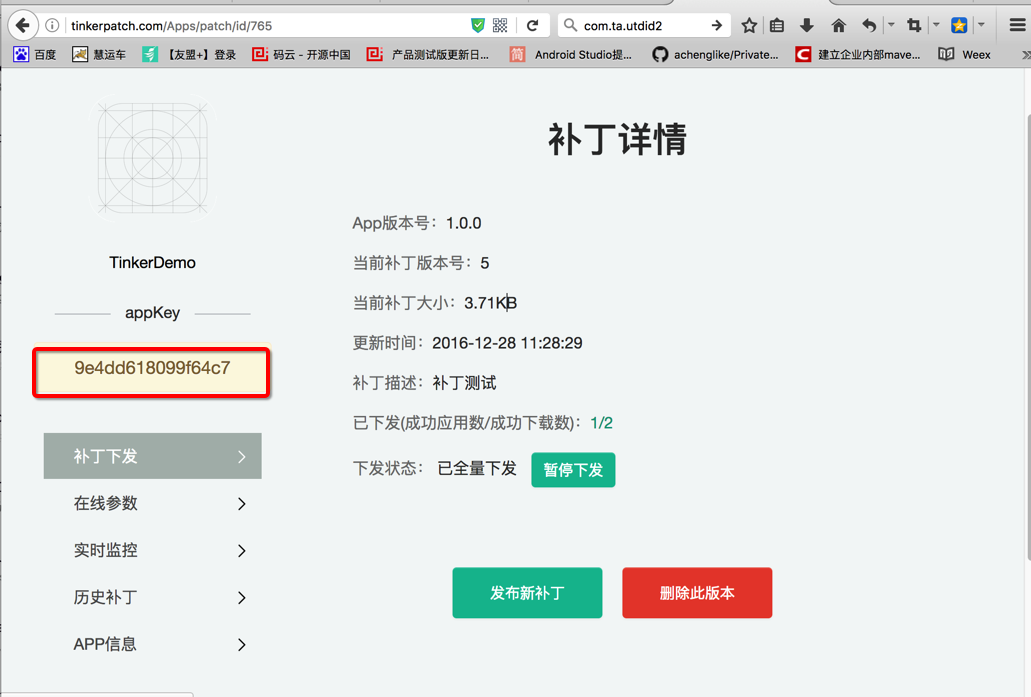 tinkerpatch.com/Apps/patch/id/765
com.ta.utdid2
百度
慧运车
【友盟+】登录
码云 - 开源中国
产品测试版更新日...
简
Android Studio提...
achenglike/Private...
C
建立企业内部mave...
Weex
补丁详情
TinkerDemo
appKey
9e4dd618099f64c7
补丁下发
在线参数
实时监控
历史补丁
APP信息
App版本号：1.0.0
当前补丁版本号：5
当前补丁大小：3.71KB
更新时间：2016-12-28 11:28:29
补丁描述：补丁测试
已下发(成功应用数/成功下载数)：1/2
下发状态： 已全量下发 暂停下发
发布新补丁 删除此版本